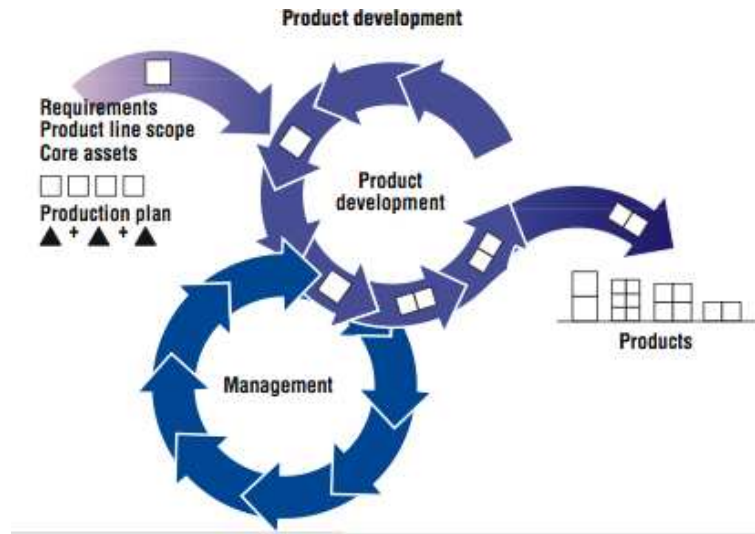 Product development
Requirements
Product line scope
Core assets
Production plan
+ +
Product
development
Management
Products